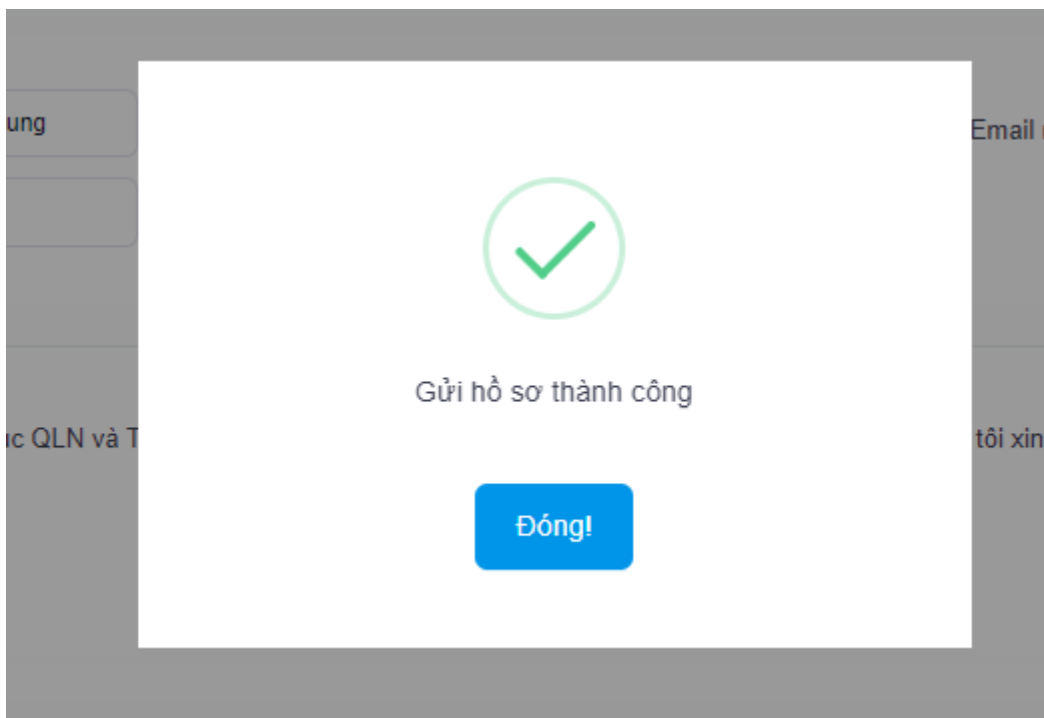 ung
Email
Gửi hồ sơ thành công
QLN và T
tôi xin
Đóng!